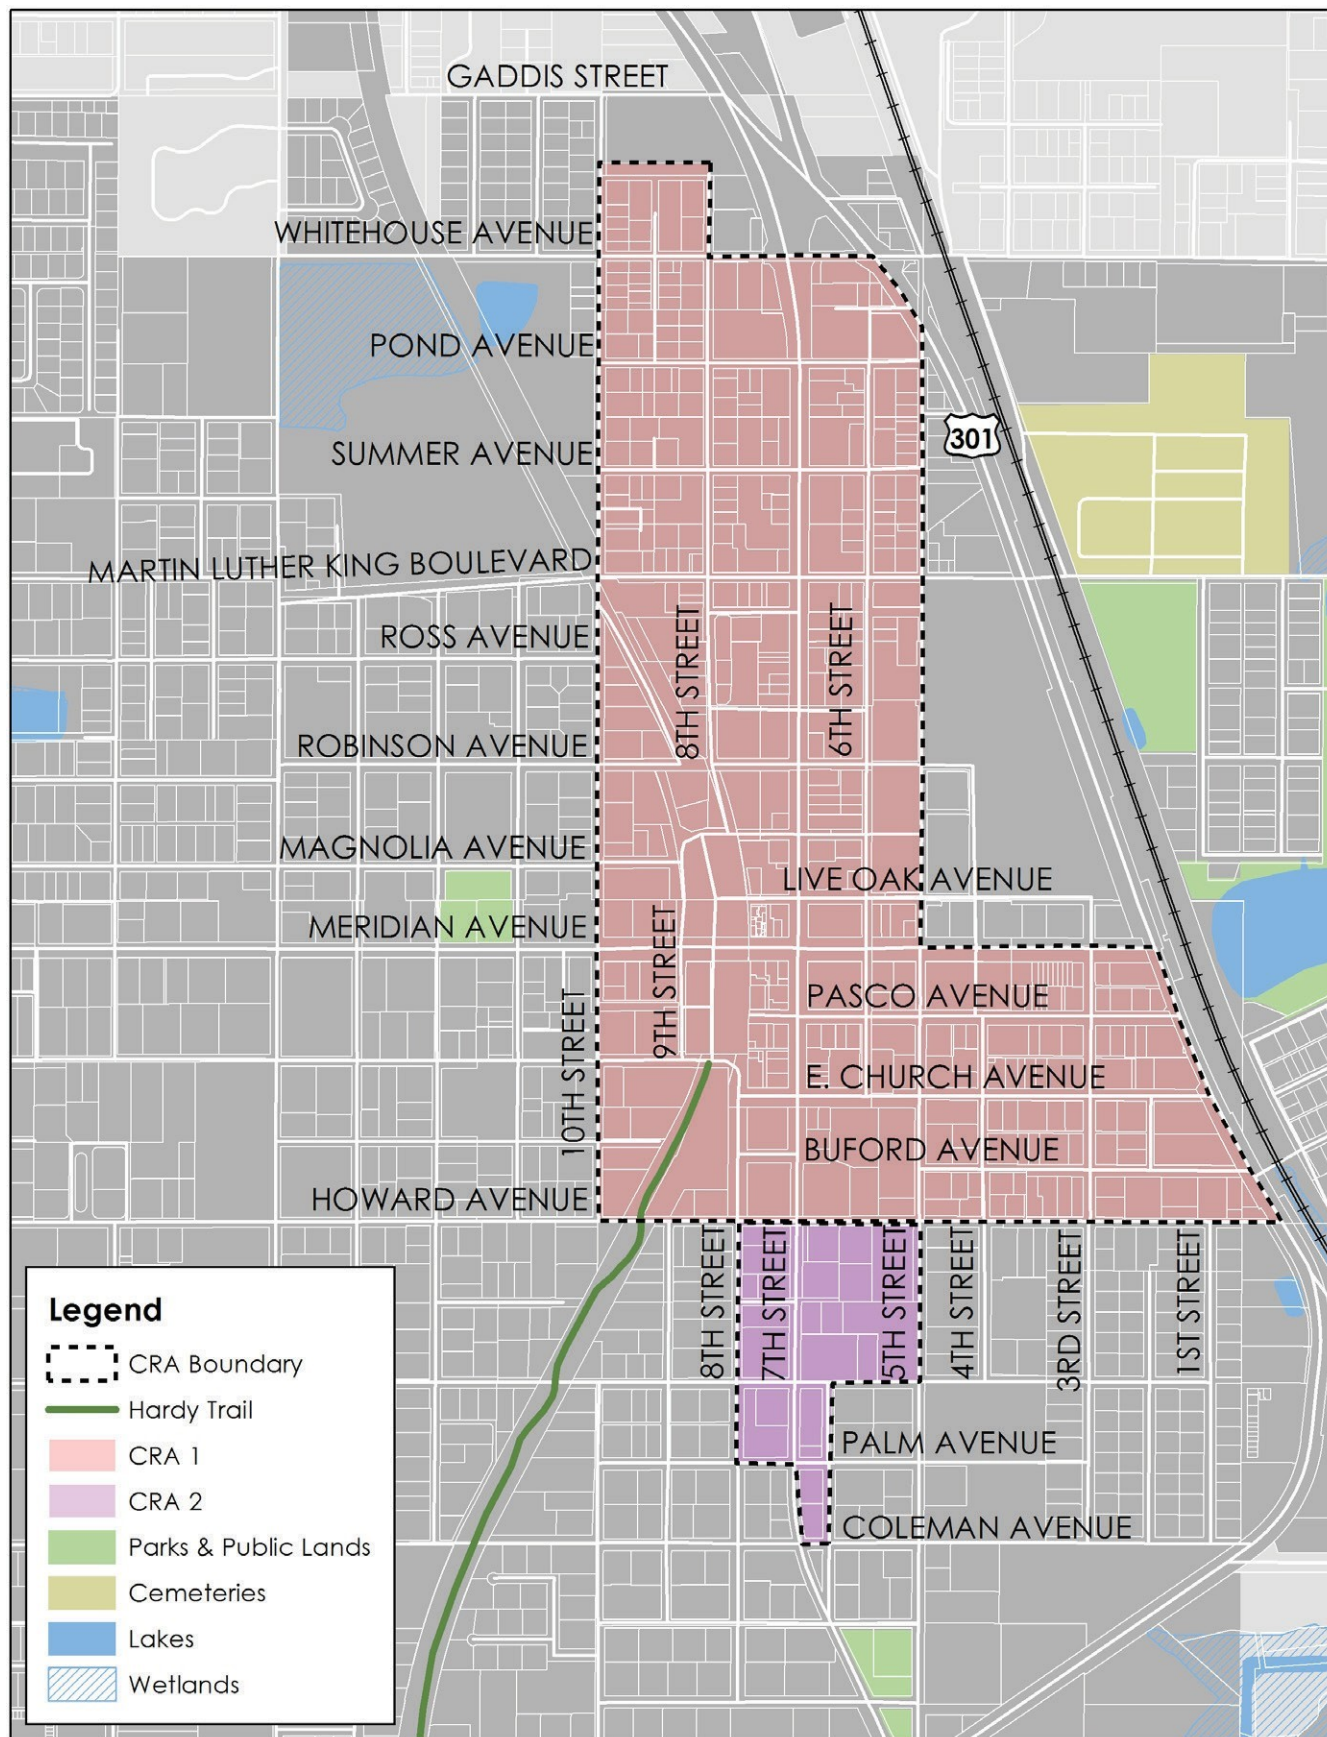 GADDIS STREET
WHITEHOUSE AVENUE
POND AVENUE
301
SUMMER AVENUE
MARTIN LUTHER KING BOULEVARD
ROSS AVENUE
8TH STREET
6TH STREET
ROBINSON AVENUE
MAGNOLIA AVENUE
LIVE OAK AVENUE
MERIDIAN AVENUE
9TH STREET
PASCO AVENUE
10TH STREET
E. CHURCH AVENUE
BUFORD AVENUE
HOWARD AVENUE
8TH STREET
7TH STREET
5TH STREET
4TH STREET
3RD STREET
1ST STREET
PALM AVENUE
COLEMAN AVENUE
Legend
CRA Boundary
Hardy Trail
CRA 1
CRA 2
Parks & Public Lands
Cemeteries
Lakes
Wetlands